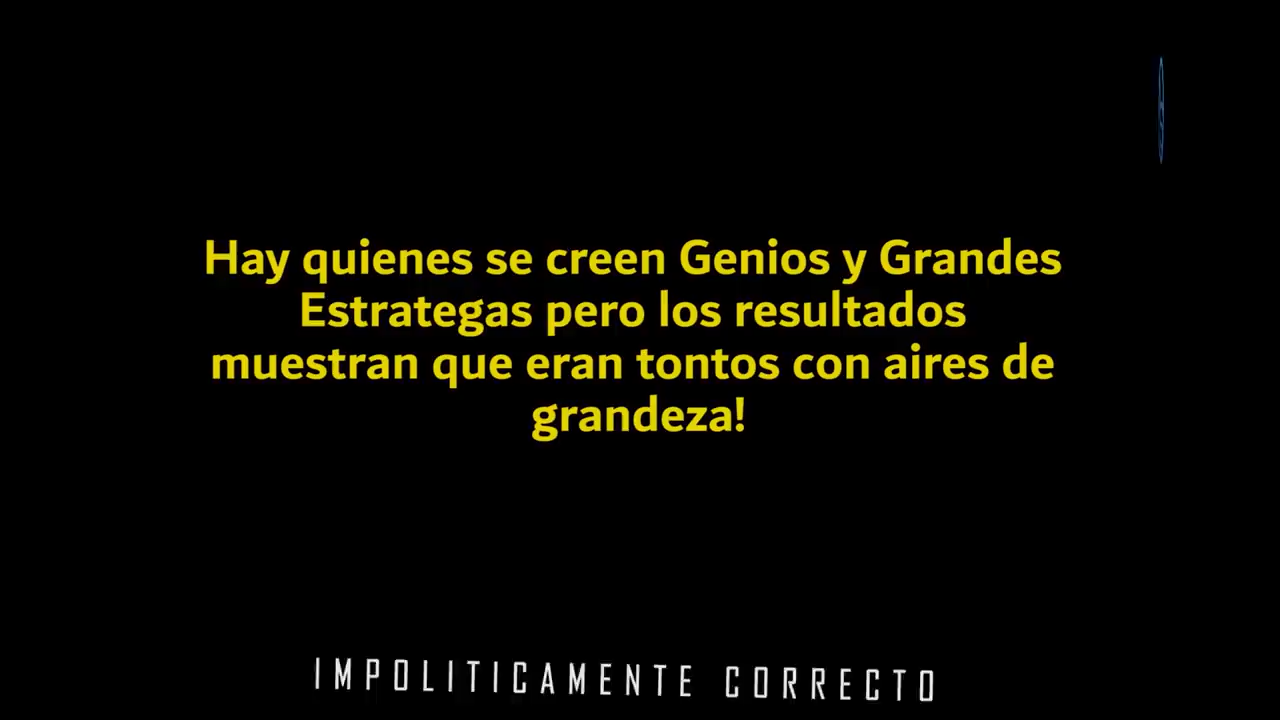 Hay quienes se creen Genios y Grandes
Estrategas pero los resultados
muestran que eran tontos con aires de
grandeza!
IMPOLITICAMENTE CORRECTO